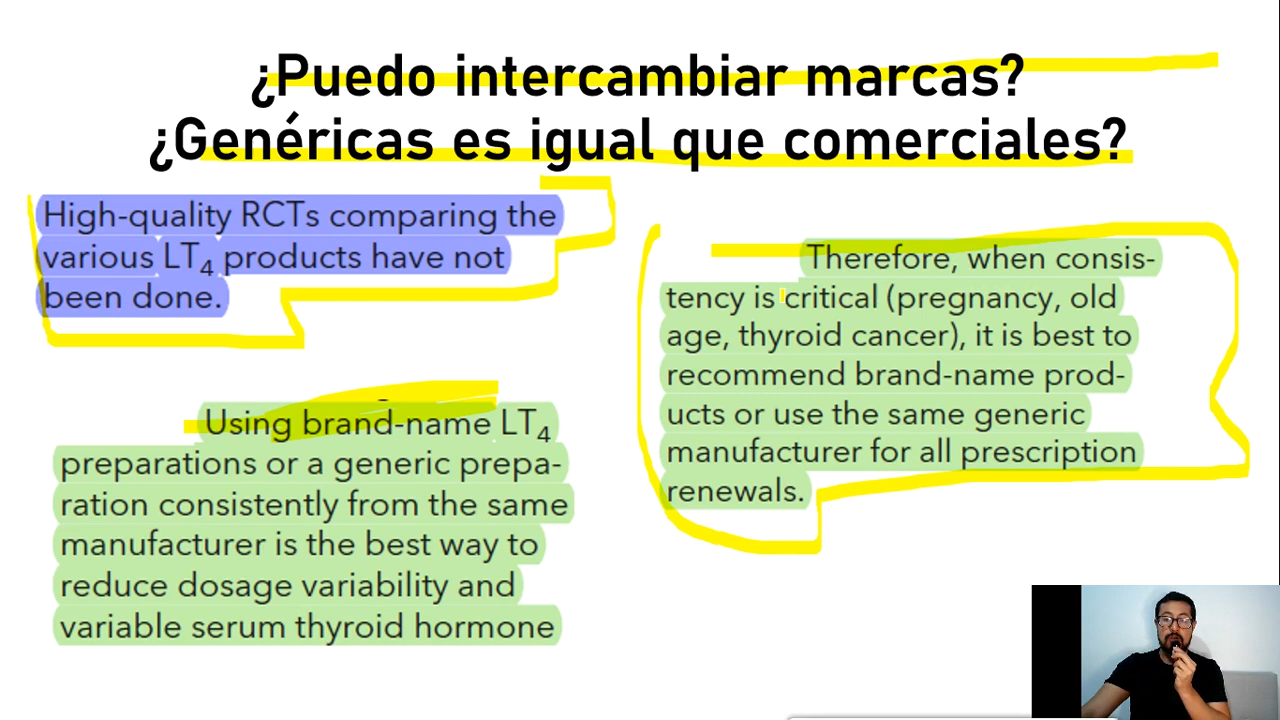 ¿Puedo intercambiar marcas?
¿Genéricas es igual que comerciales?
High-quality RCTs comparing the
various LT4 products have not
been done.
Using brand-name LT4
preparations or a generic prepa-
ration consistently from the same
manufacturer is the best way to
reduce dosage variability and
variable serum thyroid hormone
Therefore, when consis-
tency is critical (pregnancy, old
age, thyroid cancer), it is best to
recommend brand-name prod-
ucts or use the same generic
manufacturer for all prescription
renewals.